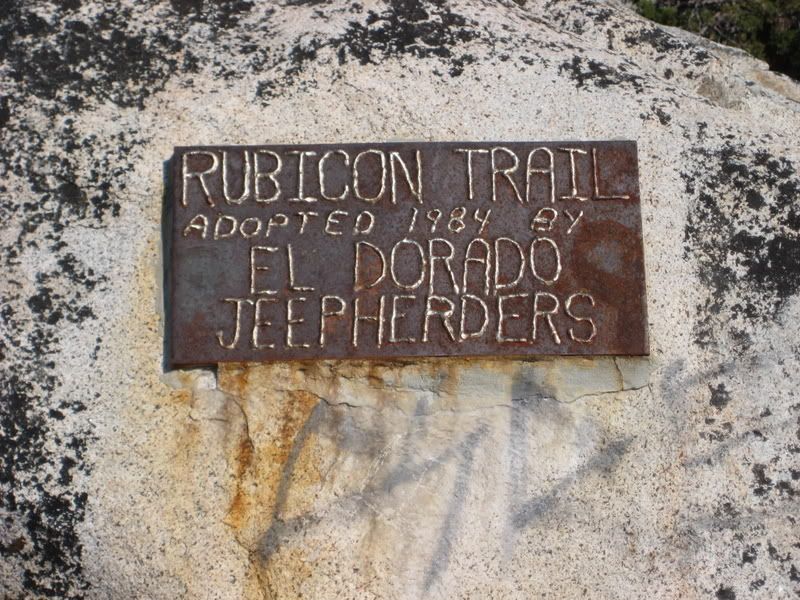 RUBICON TRAIL
ADOPTED 1984 BY
EL DORADO
JEEPHERDERS